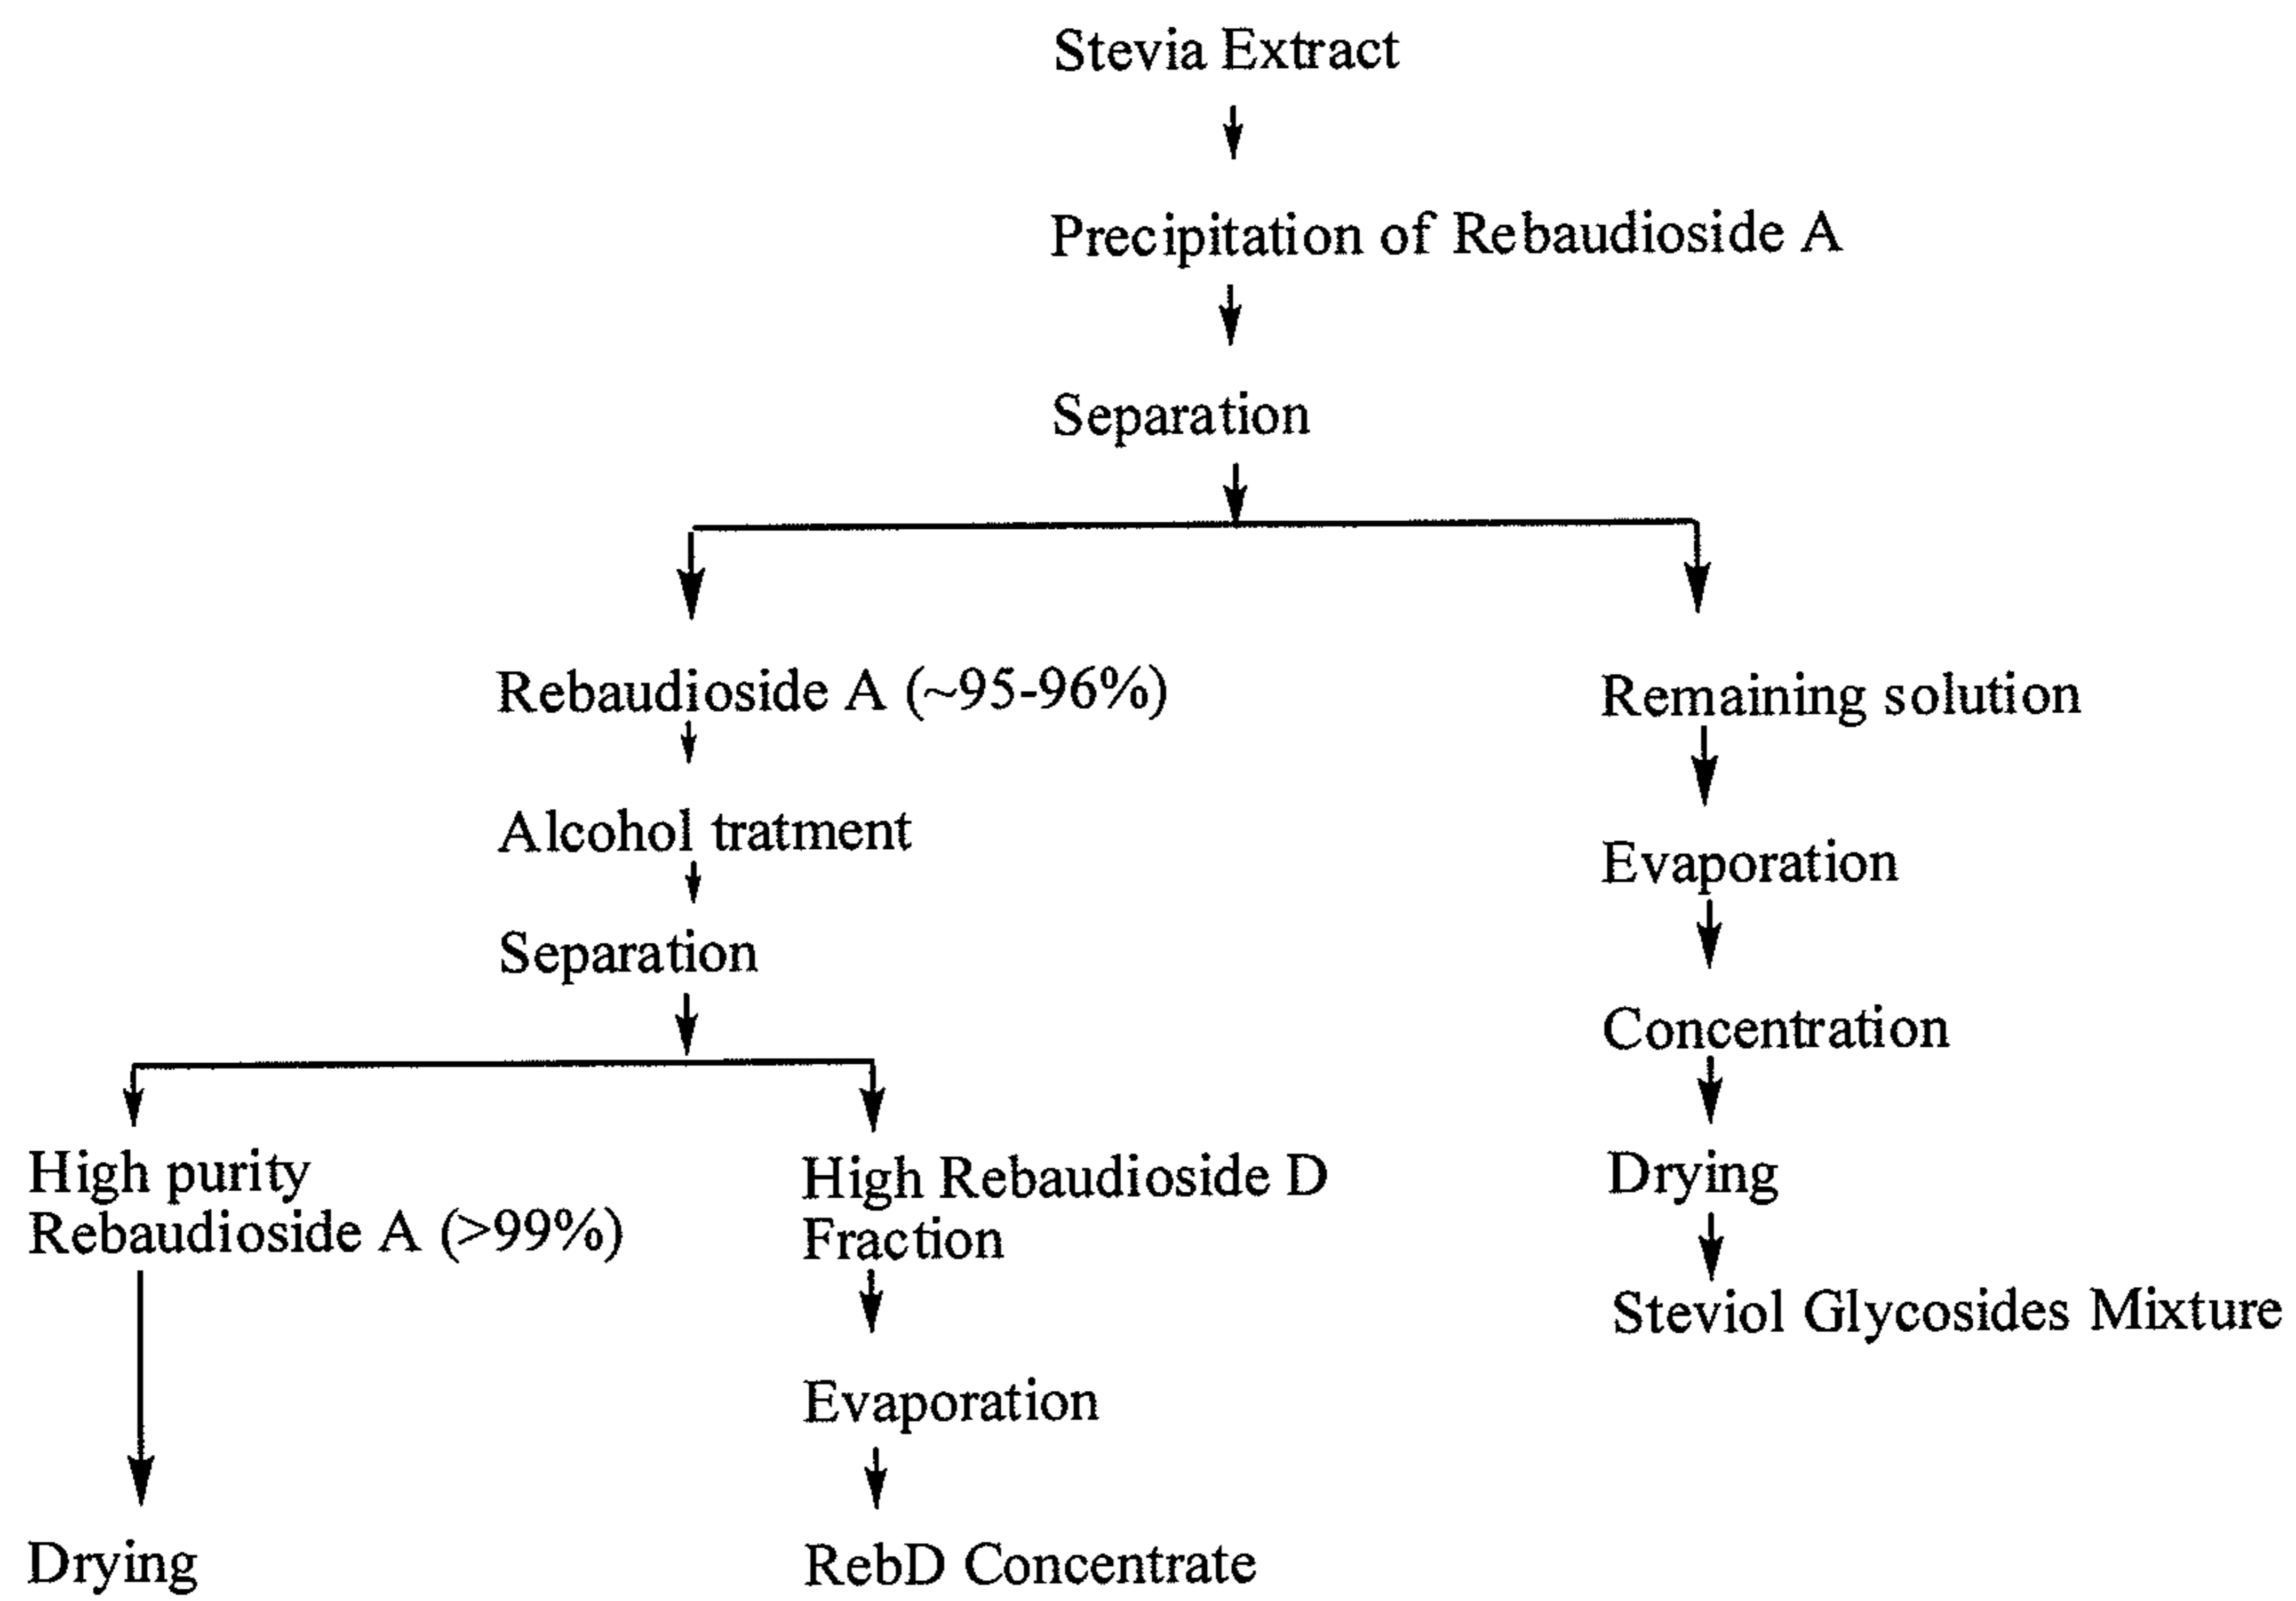 Stevia Extract
Precipitation of Rebaudioside A
Separation
Rebaudioside A (~95-96%)
Alcohol tratment
Separation
High purity
Rebaudioside A (>99%)
Drying
High Rebaudioside D
Fraction
Evaporation
RebD Concentrate
Remaining solution
Evaporation
Concentration
Drying
Steviol Glycosides Mixture